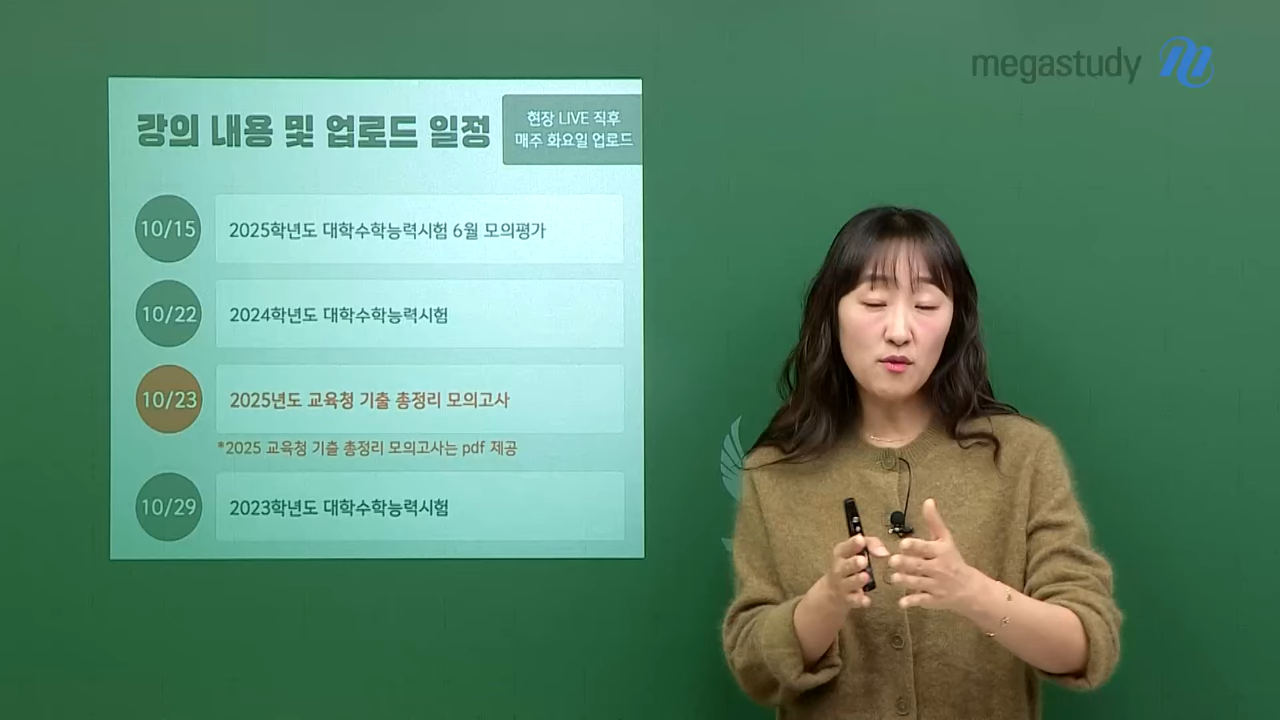 megastudy
강의 내용 및 업로드 일정
현장 LIVE 직후
매주 화요일 업로드
10/15
2025학년도 대학수학능력시험 6월 모의평가
10/22
2024학년도 대학수학능력시험
10/23
2025년도 교육청 기출 총정리 모의고사
*2025 교육청 기출 총정리 모의고사는 pdf 제공
10/29
2023학년도 대학수학능력시험